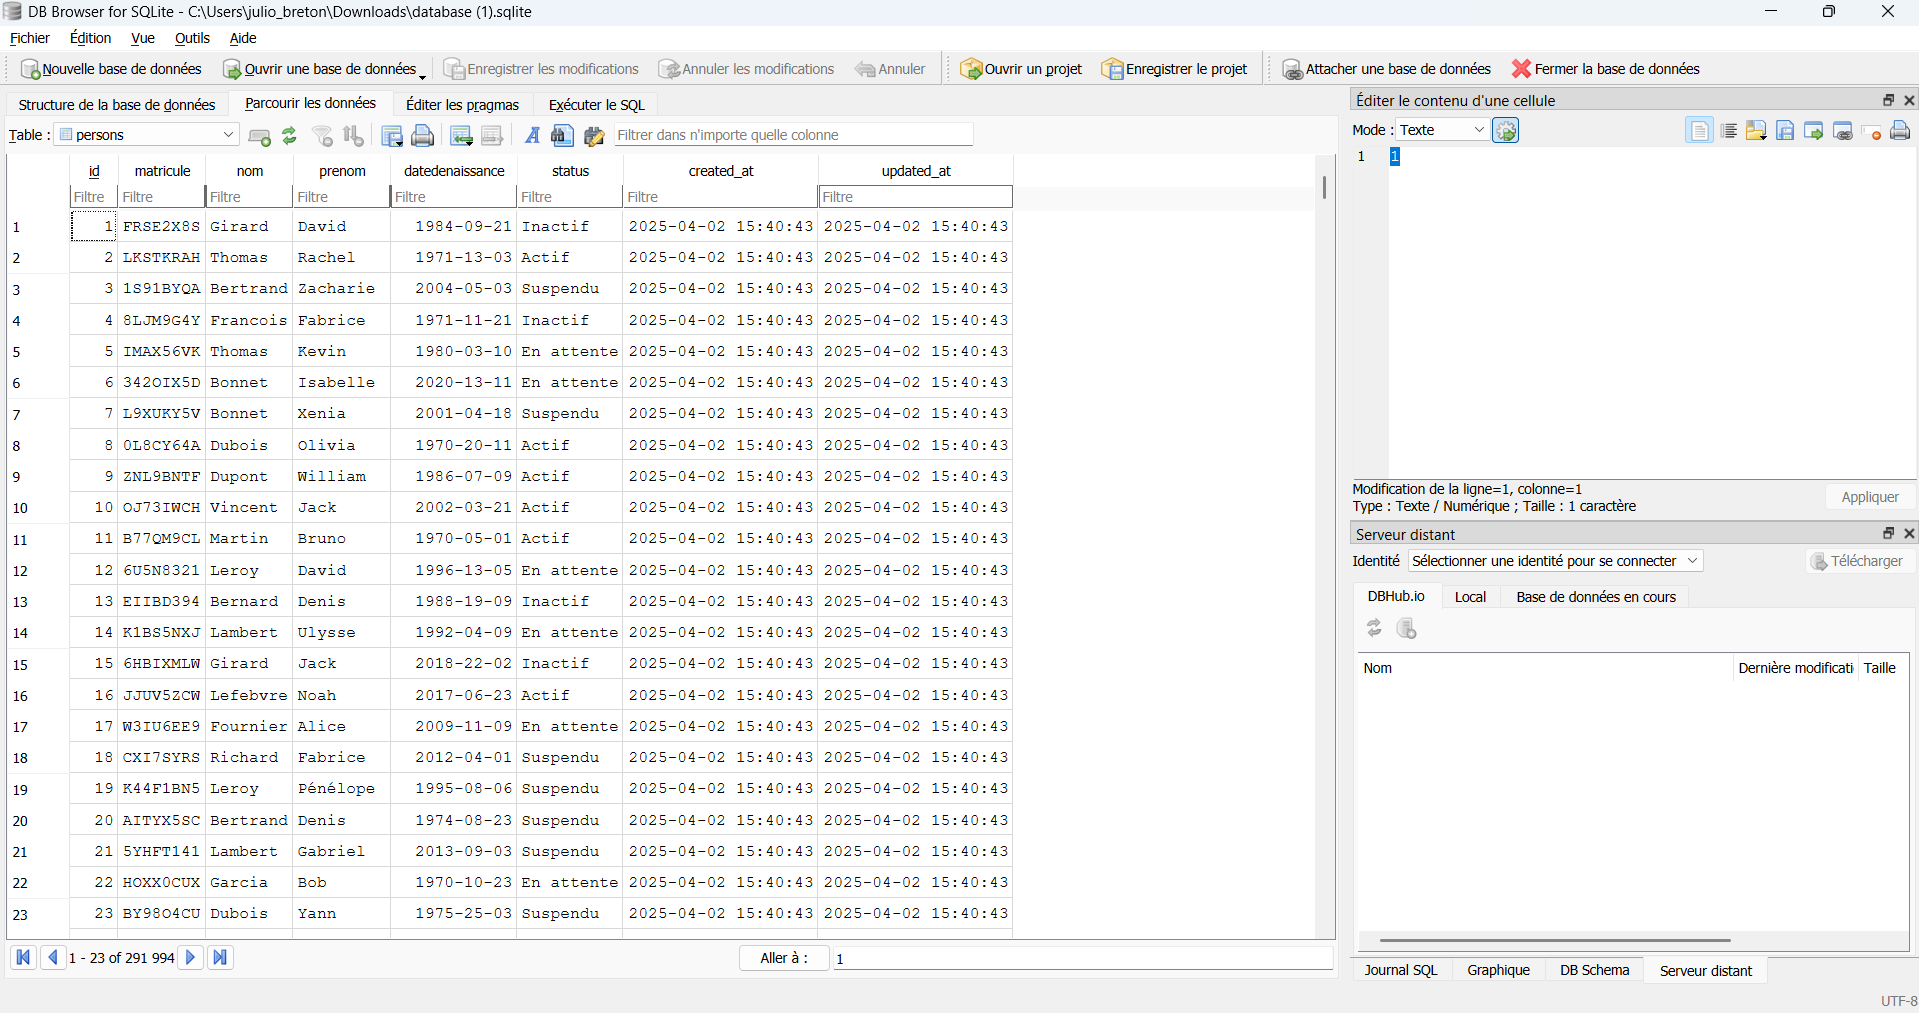 DB Browser for SQLite - C:\Users\julio_breton\Downloads\database (1).sqlite
Fichier Édition Vue Outils Aide
Nouvelle base de données Ouvrir une base de données Enregistrer les modifications Annuler les modifications Annuler Ouvrir un projet Enregistrer le projet Attacher une base de données Fermer la base de données
Structure de la base de données Parcourir les données Éditer les pragmas Exécuter le SQL
Table : persons Filtrer dans n'importe quelle colonne
id matricule nom prenom datedenaissance status created_at updated_at
Filtre Filtre Filtre Filtre Filtre Filtre Filtre Filtre
1 1 FRSE2X8S Girard David 1984-09-21 Inactif 2025-04-02 15:40:43 2025-04-02 15:40:43
2 2 LKSTKRAH Thomas Rachel 1971-13-03 Actif 2025-04-02 15:40:43 2025-04-02 15:40:43
3 3 1S91BYQA Bertrand Zacharie 2004-05-03 Suspendu 2025-04-02 15:40:43 2025-04-02 15:40:43
4 4 8LJM9G4Y Francois Fabrice 1971-11-21 Inactif 2025-04-02 15:40:43 2025-04-02 15:40:43
5 5 IMAX56VK Thomas Kevin 1980-03-10 En attente 2025-04-02 15:40:43 2025-04-02 15:40:43
6 6 342OIX5D Bonnet Isabelle 2020-13-11 En attente 2025-04-02 15:40:43 2025-04-02 15:40:43
7 7 L9XUKY5V Bonnet Xenia 2001-04-18 Suspendu 2025-04-02 15:40:43 2025-04-02 15:40:43
8 8 0L8CY64A Dubois Olivia 1970-20-11 Actif 2025-04-02 15:40:43 2025-04-02 15:40:43
9 9 ZNL9BNTF Dupont William 1986-07-09 Actif 2025-04-02 15:40:43 2025-04-02 15:40:43
10 10 OJ73IWCH Vincent Jack 2002-03-21 Actif 2025-04-02 15:40:43 2025-04-02 15:40:43
11 11 B77QM9CL Martin Bruno 1970-05-01 Actif 2025-04-02 15:40:43 2025-04-02 15:40:43
12 12 6U5N8321 Leroy David 1996-13-05 En attente 2025-04-02 15:40:43 2025-04-02 15:40:43
13 13 EIIBD394 Bernard Denis 1988-19-09 Inactif 2025-04-02 15:40:43 2025-04-02 15:40:43
14 14 K1BS5NXJ Lambert Ulysse 1992-04-09 En attente 2025-04-02 15:40:43 2025-04-02 15:40:43
15 15 6HBIXMLW Girard Jack 2018-22-02 Inactif 2025-04-02 15:40:43 2025-04-02 15:40:43
16 16 JJUV5ZCW Lefebvre Noah 2017-06-23 Actif 2025-04-02 15:40:43 2025-04-02 15:40:43
17 17 W3IU6EE9 Fournier Alice 2009-11-09 En attente 2025-04-02 15:40:43 2025-04-02 15:40:43
18 18 CXI7SYRS Richard Fabrice 2012-04-01 Suspendu 2025-04-02 15:40:43 2025-04-02 15:40:43
19 19 K44F1BN5 Leroy Pénélope 1995-08-06 Suspendu 2025-04-02 15:40:43 2025-04-02 15:40:43
20 20 AITYX5SC Bertrand Denis 1974-08-23 Suspendu 2025-04-02 15:40:43 2025-04-02 15:40:43
21 21 5YHFT141 Lambert Gabriel 2013-09-03 Suspendu 2025-04-02 15:40:43 2025-04-02 15:40:43
22 22 HOXX0CUX Garcia Bob 1970-10-23 En attente 2025-04-02 15:40:43 2025-04-02 15:40:43
23 23 BY98O4CU Dubois Yann 1975-25-03 Suspendu 2025-04-02 15:40:43 2025-04-02 15:40:43
1 - 23 of 291 994 Aller à : 1
Éditer le contenu d'une cellule
Mode : Texte
1 1
Modification de la ligne=1, colonne=1
Type : Texte / Numérique ; Taille : 1 caractère
Appliquer
Serveur distant
Identité Sélectionner une identité pour se connecter Télécharger
DBHub.io Local Base de données en cours
Nom Dernière modificati Taille
Journal SQL Graphique DB Schema Serveur distant
UTF-8